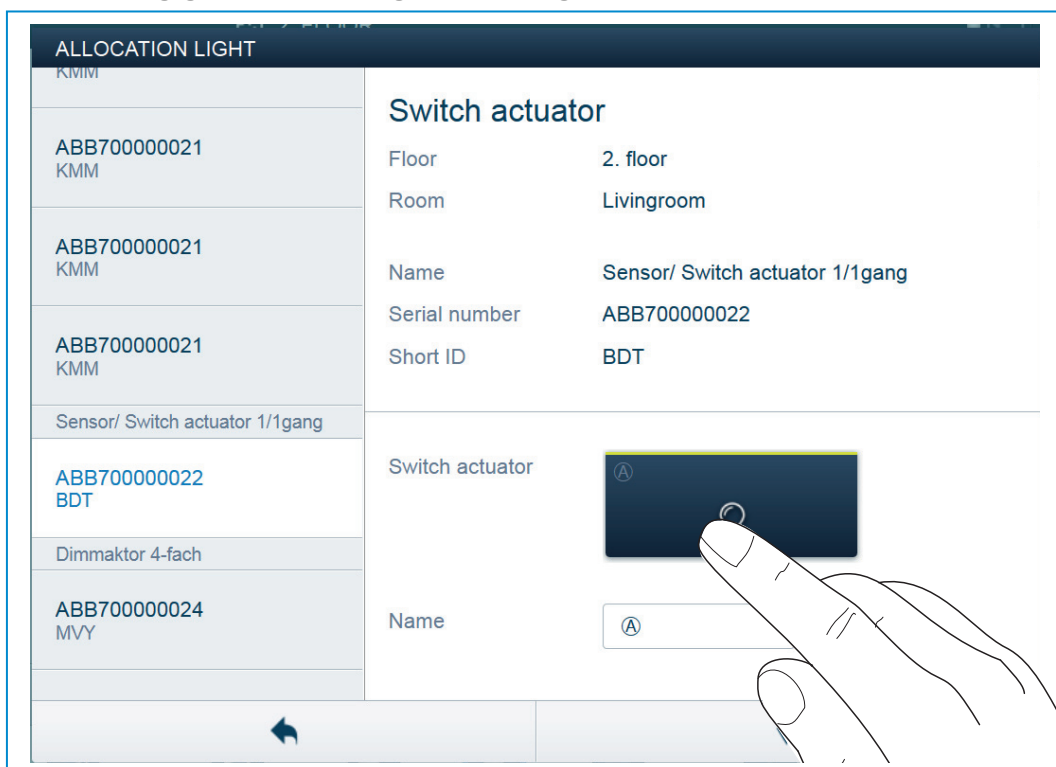 ALLOCATION LIGHT
KMM
ABB700000021
KMM
ABB700000021
KMM
ABB700000021
KMM
Sensor/ Switch actuator 1/1gang
ABB700000022
BDT
Dimmaktor 4-fach
ABB700000024
MVY
Switch actuator
Floor 2. floor
Room Livingroom
Name Sensor/ Switch actuator 1/1gang
Serial number ABB700000022
Short ID BDT
Switch actuator Ⓐ
Name Ⓐ